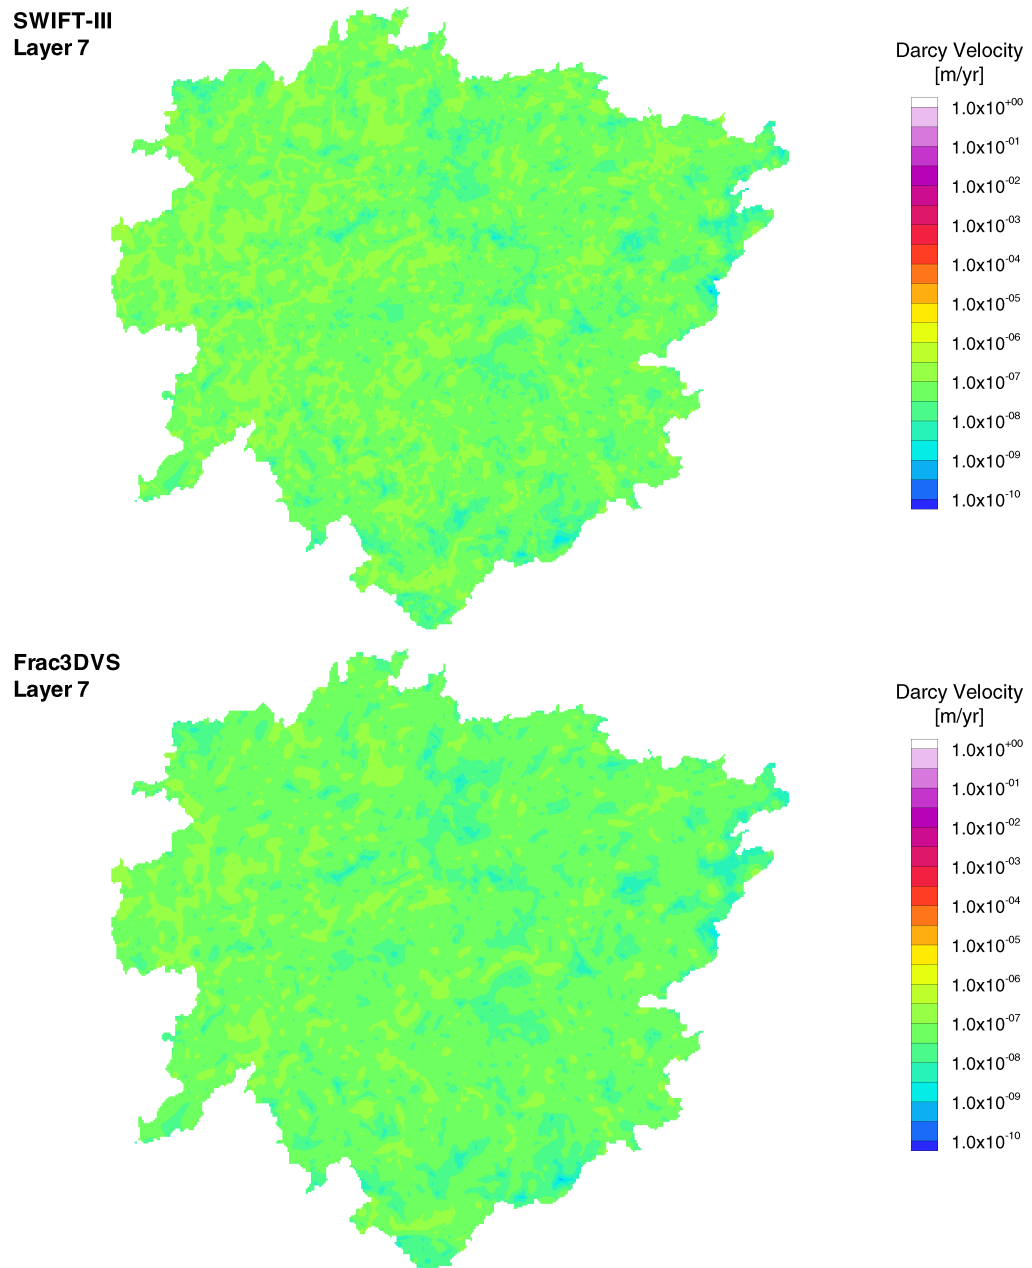 SWIFT-III
Layer 7
Darcy Velocity
[m/yr]
1.0x10⁺⁰⁰
1.0x10⁻⁰¹
1.0x10⁻⁰²
1.0x10⁻⁰³
1.0x10⁻⁰⁴
1.0x10⁻⁰⁵
1.0x10⁻⁰⁶
1.0x10⁻⁰⁷
1.0x10⁻⁰⁸
1.0x10⁻⁰⁹
1.0x10⁻¹⁰
Frac3DVS
Layer 7
Darcy Velocity
[m/yr]
1.0x10⁺⁰⁰
1.0x10⁻⁰¹
1.0x10⁻⁰²
1.0x10⁻⁰³
1.0x10⁻⁰⁴
1.0x10⁻⁰⁵
1.0x10⁻⁰⁶
1.0x10⁻⁰⁷
1.0x10⁻⁰⁸
1.0x10⁻⁰⁹
1.0x10⁻¹⁰